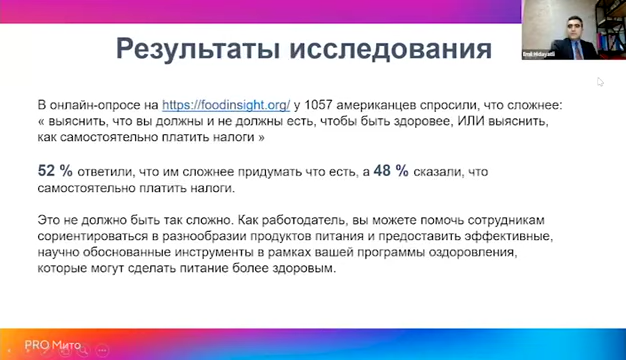 Результаты исследования
В онлайн-опросе на https://foodinsight.org/ у 1057 американцев спросили, что сложнее:
« выяснить, что вы должны и не должны есть, чтобы быть здоровее, ИЛИ выяснить,
как самостоятельно платить налоги »
52 % ответили, что им сложнее придумать что есть, а 48 % сказали, что
самостоятельно платить налоги.
Это не должно быть так сложно. Как работодатель, вы можете помочь сотрудникам
сориентироваться в разнообразии продуктов питания и предоставить эффективные,
научно обоснованные инструменты в рамках вашей программы оздоровления,
которые могут сделать питание более здоровым.
PRO Мито